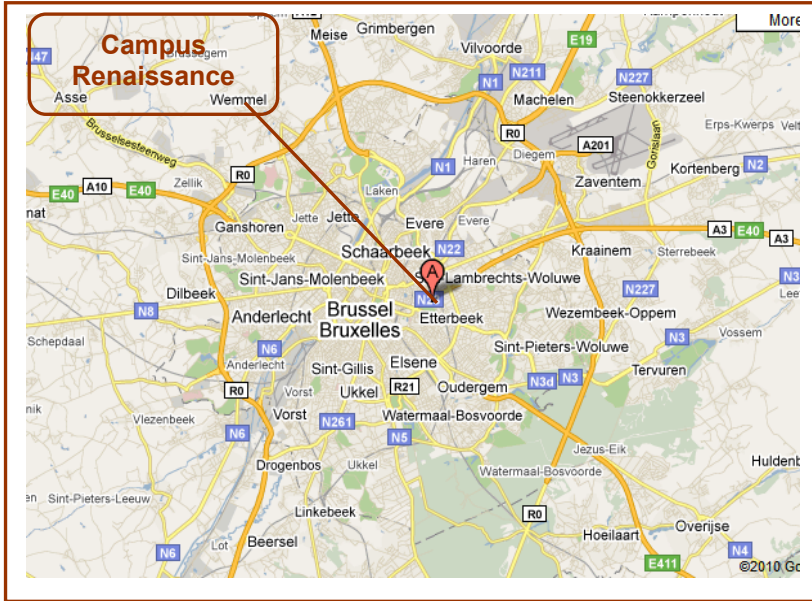 Campus
Renaissance
More
Grimbergen
Meise
E19
Vilvoorde
N211
N227
N1
Asse
Wemmel
Machelen
Steenokkerzeel
Brusselsesteenweg
R0
Erps-Kwerps
Diegem
A201
Haren
N1
R0
Zellik
Laken
Zaventem
Kortenberg
N2
E40
A10
E40
Jette
Jette
Evere
Evere
Ganshoren
A3
E40
A3
Schaarbeek
N22
Kraainem
Sterrebeek
Sint-Jans-Molenbeek
Sint-Jans-Molenbeek
A
Lambrechts-Woluwe
N3
Dilbeek
N227
N8
Brussel
Bruxelles
Etterbeek
Wezembeek-Oppem
Anderlecht
Vossem
Schepdaal
N6
Sint-Pieters-Woluwe
N3
Anderlecht
Elsene
Sint-Gillis
Tervuren
R0
Ukkel
R21
Oudergem
N3d
N3
Vorst
Vorst
Vlezenbeek
N261
Watermaal-Bosvoorde
N6
N5
Jezus-Eik
Drogenbos
Ukkel
Watermaal-Bosvoorde
Sint-Pieters-Leeuw
Linkebeek
R0
Overijse
Hoeilaart
Lot
Beersel
N6
N4
E411
©2010